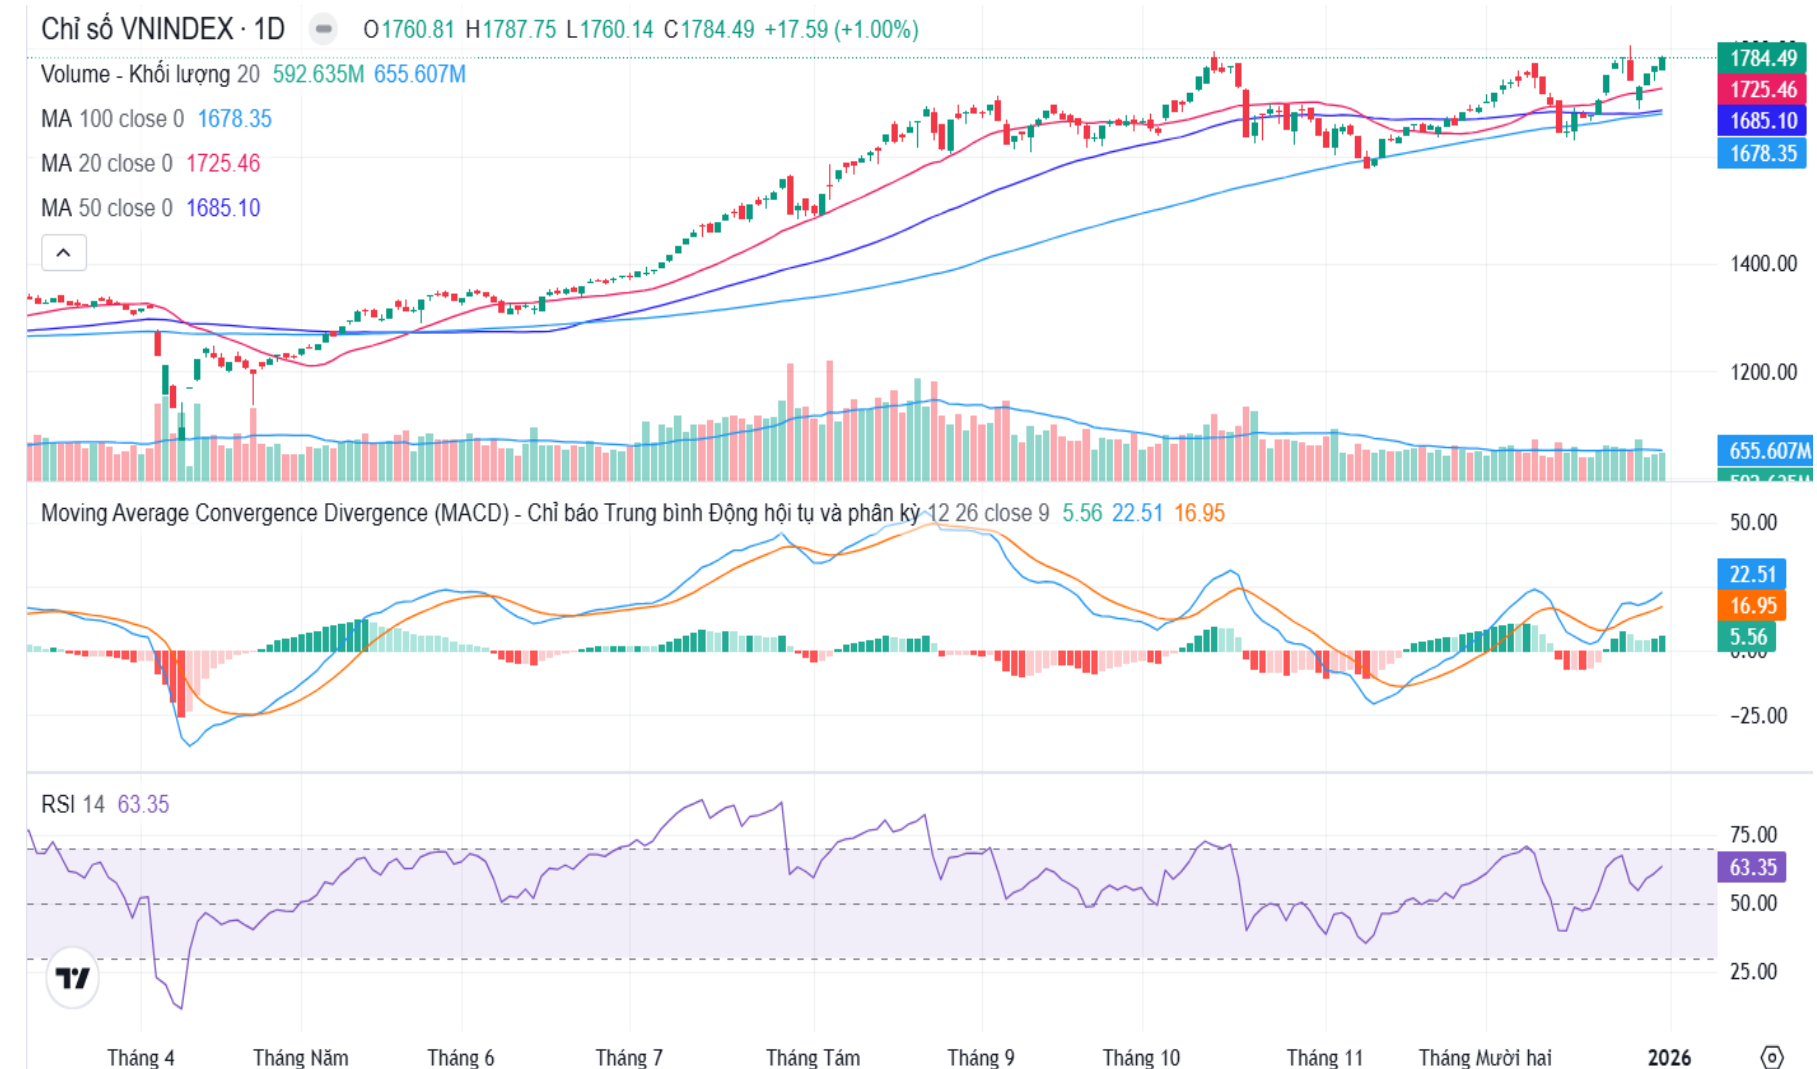 Chỉ số VNINDEX · 1D O1760.81 H1787.75 L1760.14 C1784.49 +17.59 (+1.00%)
Volume - Khối lượng 20 592.635M 655.607M
MA 100 close 0 1678.35
MA 20 close 0 1725.46
MA 50 close 0 1685.10
1784.49
1725.46
1685.10
1678.35
1400.00
1200.00
655.607M
592.635M
Moving Average Convergence Divergence (MACD) - Chỉ báo Trung bình Động hội tụ và phân kỳ 12 26 close 9 5.56 22.51 16.95
50.00
22.51
16.95
5.56
0.00
−25.00
RSI 14 63.35
75.00
63.35
50.00
25.00
Tháng 4 Tháng Năm Tháng 6 Tháng 7 Tháng Tám Tháng 9 Tháng 10 Tháng 11 Tháng Mười hai 2026